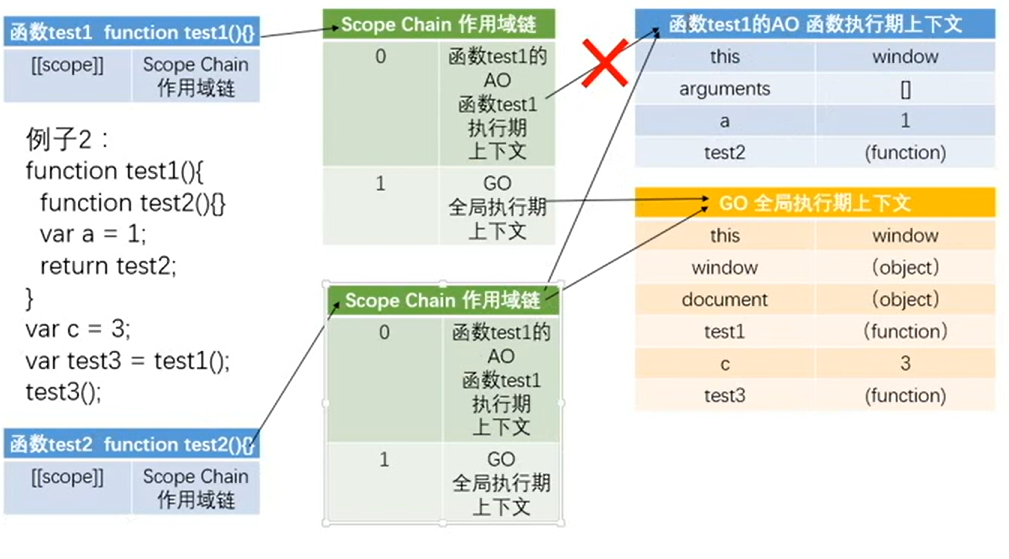 函数test1  function test1(){}
[[scope]]
Scope Chain
作用域链
例子2：
function test1(){
function test2(){}
var a = 1;
return test2;
}
var c = 3;
var test3 = test1();
test3();
函数test2  function test2(){}
[[scope]]
Scope Chain
作用域链
Scope Chain 作用域链
0
函数test1的
AO
函数test1
执行期
上下文
1
GO
全局执行期
上下文
Scope Chain 作用域链
0
函数test1的
AO
函数test1
执行期
上下文
1
GO
全局执行期
上下文
函数test1的AO 函数执行期上下文
this
window
arguments
[]
a
1
test2
(function)
GO 全局执行期上下文
this
window
window
（object）
document
（object）
test1
（function）
c
3
test3
(function)